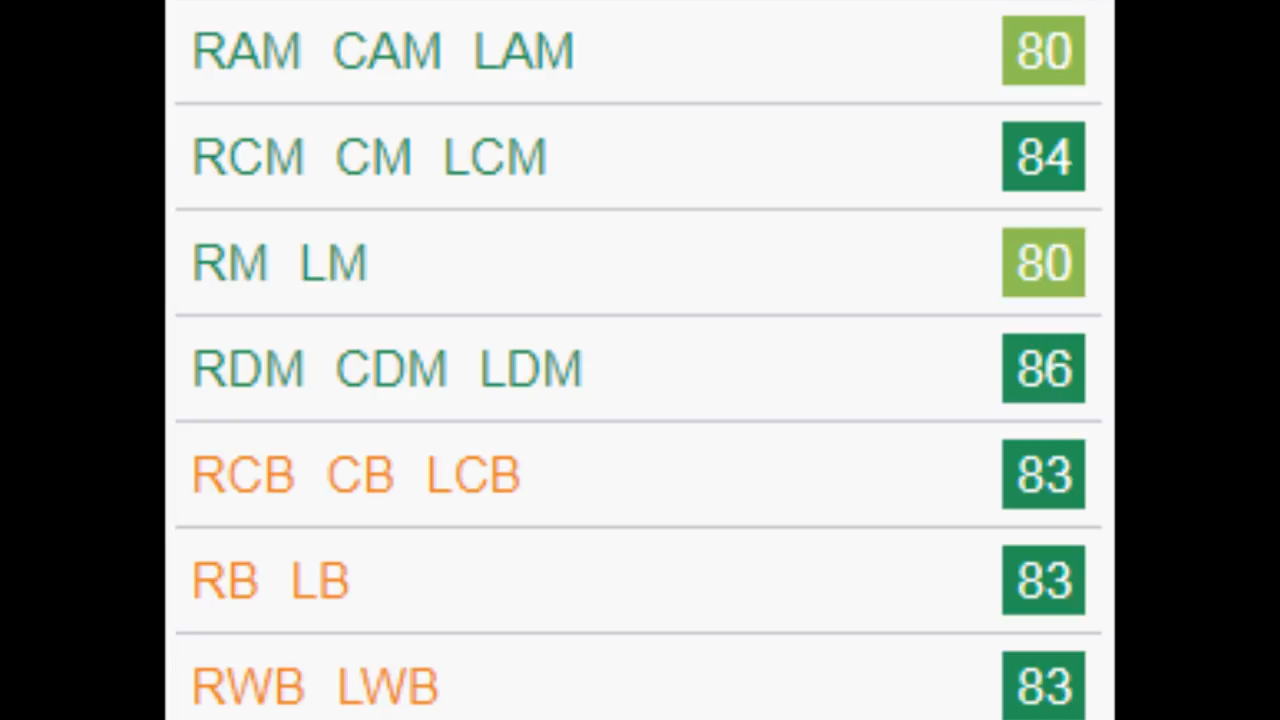 RAM CAM LAM 80
RCM CM LCM 84
RM LM 80
RDM CDM LDM 86
RCB CB LCB 83
RB LB 83
RWB LWB 83